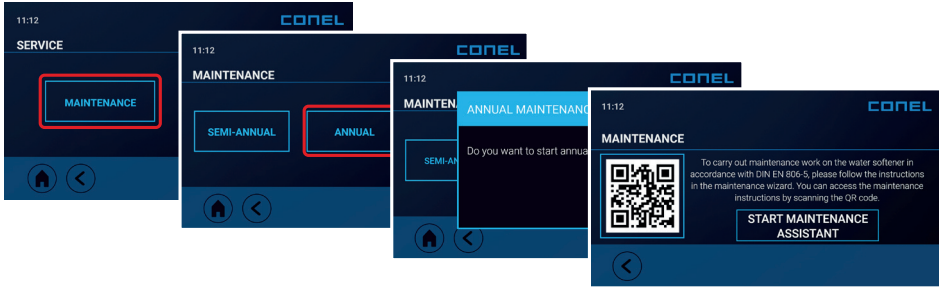 11:12
CONEL
SERVICE
MAINTENANCE
11:12
CONEL
MAINTENANCE
SEMI-ANNUAL
ANNUAL
11:12
CONEL
ANNUAL MAINTENANC
Do you want to start annua
11:12
CONEL
MAINTENANCE
To carry out maintenance work on the water softener in
accordance with DIN EN 806-5, please follow the instructions
in the maintenance wizard. You can access the maintenance
instructions by scanning the QR code.
START MAINTENANCE
ASSISTANT